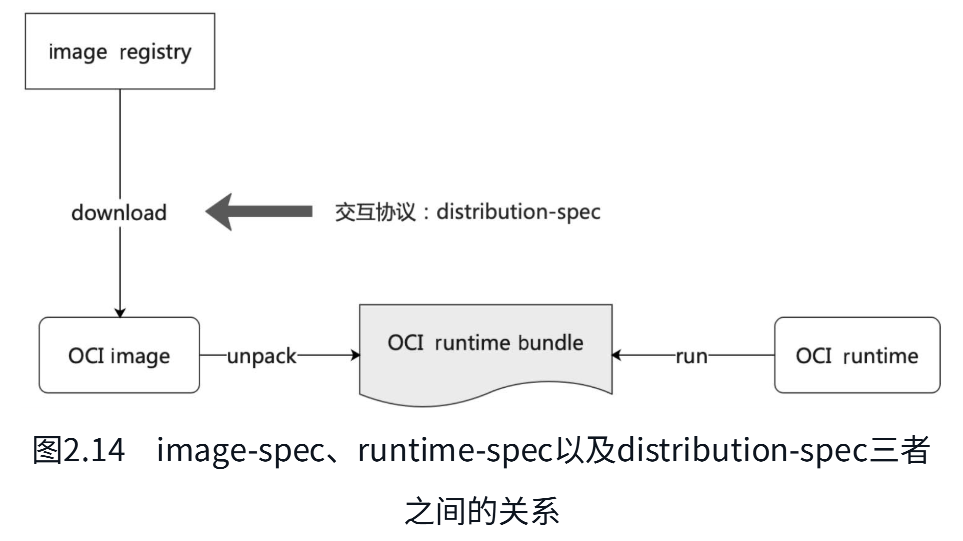 image registry
download
交互协议：distribution-spec
OCI image
unpack
OCI runtime bundle
run
OCI runtime
图2.14 image-spec、runtime-spec以及distribution-spec三者
之间的关系